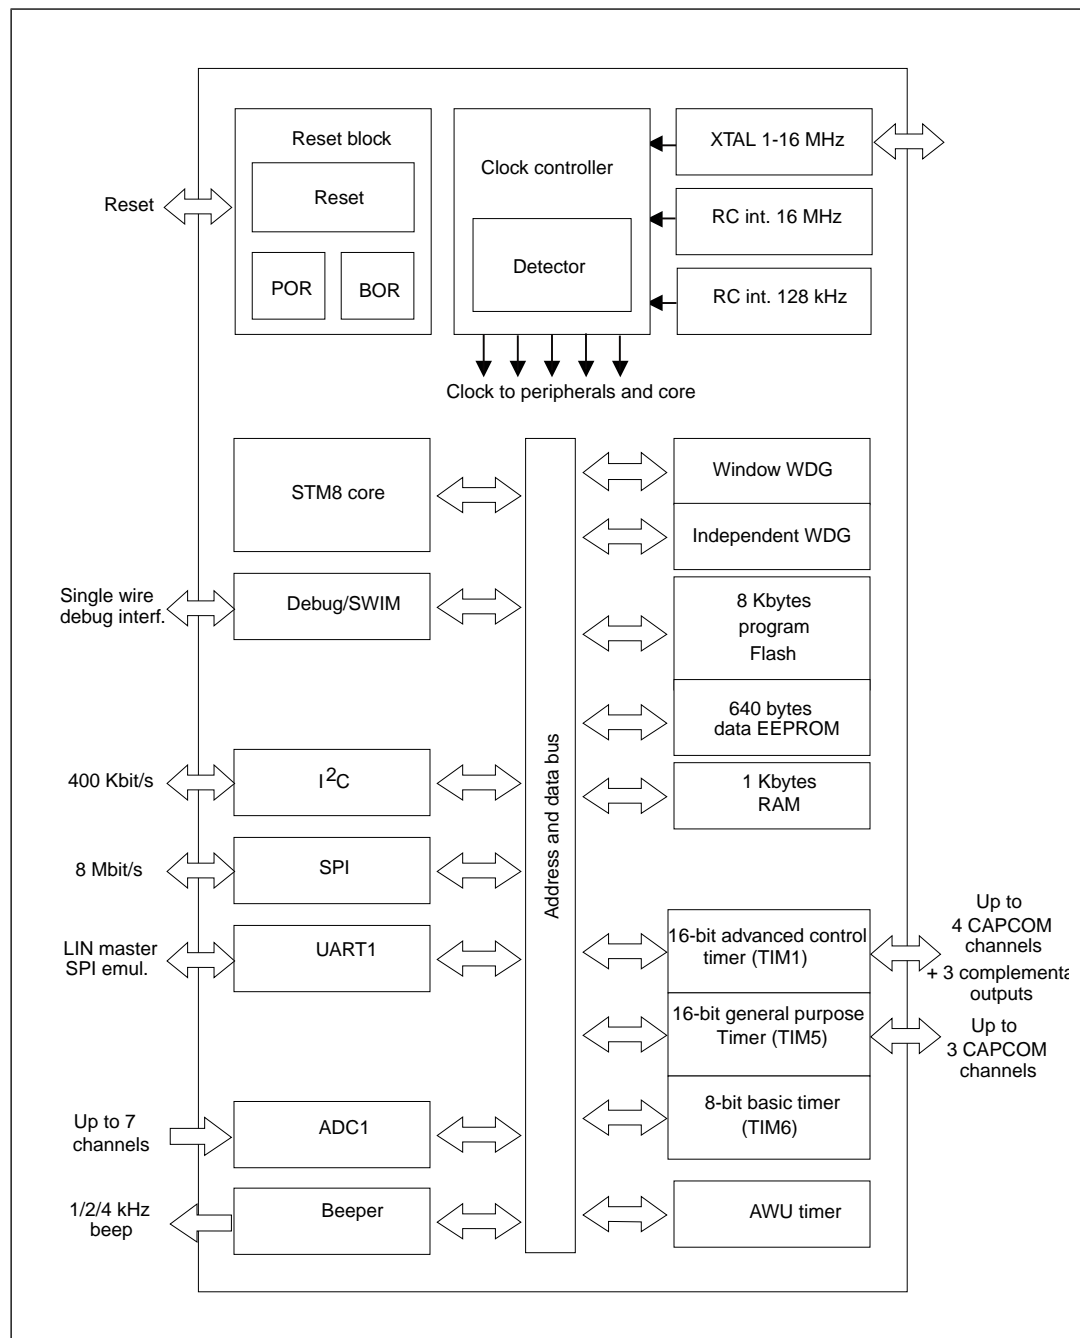 Reset block
Reset
POR
BOR
Reset
Clock controller
Detector
XTAL 1-16 MHz
RC int. 16 MHz
RC int. 128 kHz
Clock to peripherals and core
STM8 core
Single wire
debug interf.
Debug/SWIM
400 Kbit/s
I²C
8 Mbit/s
SPI
LIN master
SPI emul.
UART1
Up to 7
channels
ADC1
1/2/4 kHz
beep
Beeper
Address and data bus
Window WDG
Independent WDG
8 Kbytes
program
Flash
640 bytes
data EEPROM
1 Kbytes
RAM
16-bit advanced control
timer (TIM1)
Up to
4 CAPCOM
channels
+ 3 complementa
outputs
16-bit general purpose
Timer (TIM5)
Up to
3 CAPCOM
channels
8-bit basic timer
(TIM6)
AWU timer